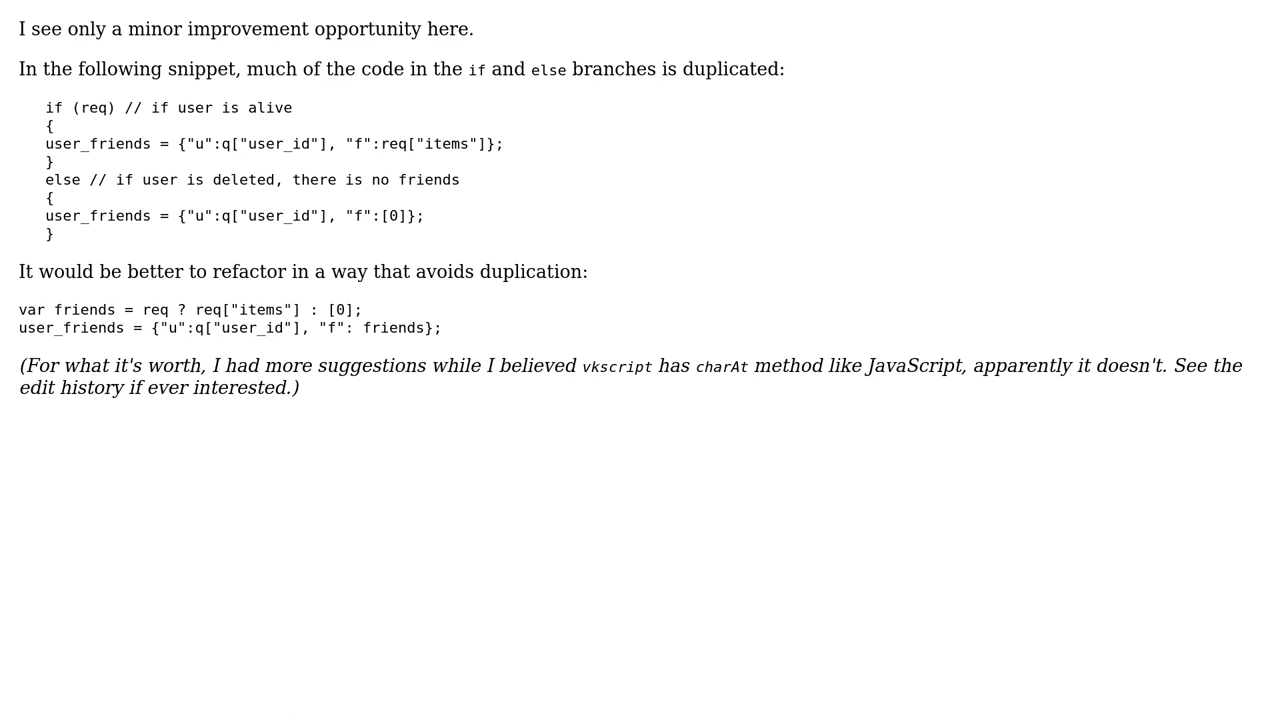 I see only a minor improvement opportunity here.
In the following snippet, much of the code in the if and else branches is duplicated:
if (req) // if user is alive
{
user_friends = {"u":q["user_id"], "f":req["items"]};
}
else // if user is deleted, there is no friends
{
user_friends = {"u":q["user_id"], "f":[0]};
}
It would be better to refactor in a way that avoids duplication:
var friends = req ? req["items"] : [0];
user_friends = {"u":q["user_id"], "f": friends};
(For what it's worth, I had more suggestions while I believed vkscript has charAt method like JavaScript, apparently it doesn't. See the
edit history if ever interested.)